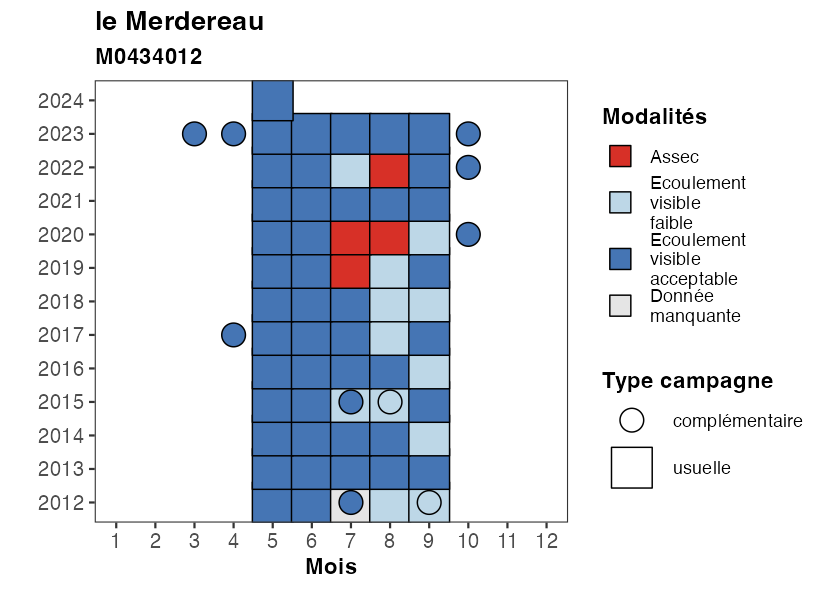 le Merdereau
M0434012
2024
2023
2022
2021
2020
2019
2018
2017
2016
2015
2014
2013
2012
1 2 3 4 5 6 7 8 9 10 11 12
Mois
Modalités
Assec
Ecoulement
visible
faible
Ecoulement
visible
acceptable
Donnée
manquante
Type campagne
complémentaire
usuelle